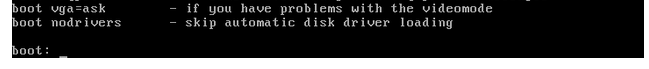 boot vga=ask - if you have problems with the videomode
boot nodrivers - skip automatic disk driver loading
boot: _